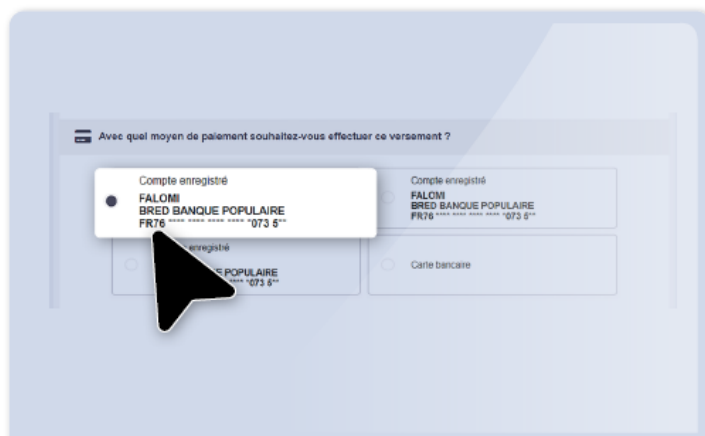 Avec quel moyen de paiement souhaitez-vous effectuer ce versement ?
Compte enregistré
FALOMI
BRED BANQUE POPULAIRE
FR76 **** **** **** **** *073 5**
Compte enregistré
FALOMI
BRED BANQUE POPULAIRE
FR76 **** **** **** **** *073 5**
enregistré
POPULAIRE
**** *073 5**
Carte bancaire